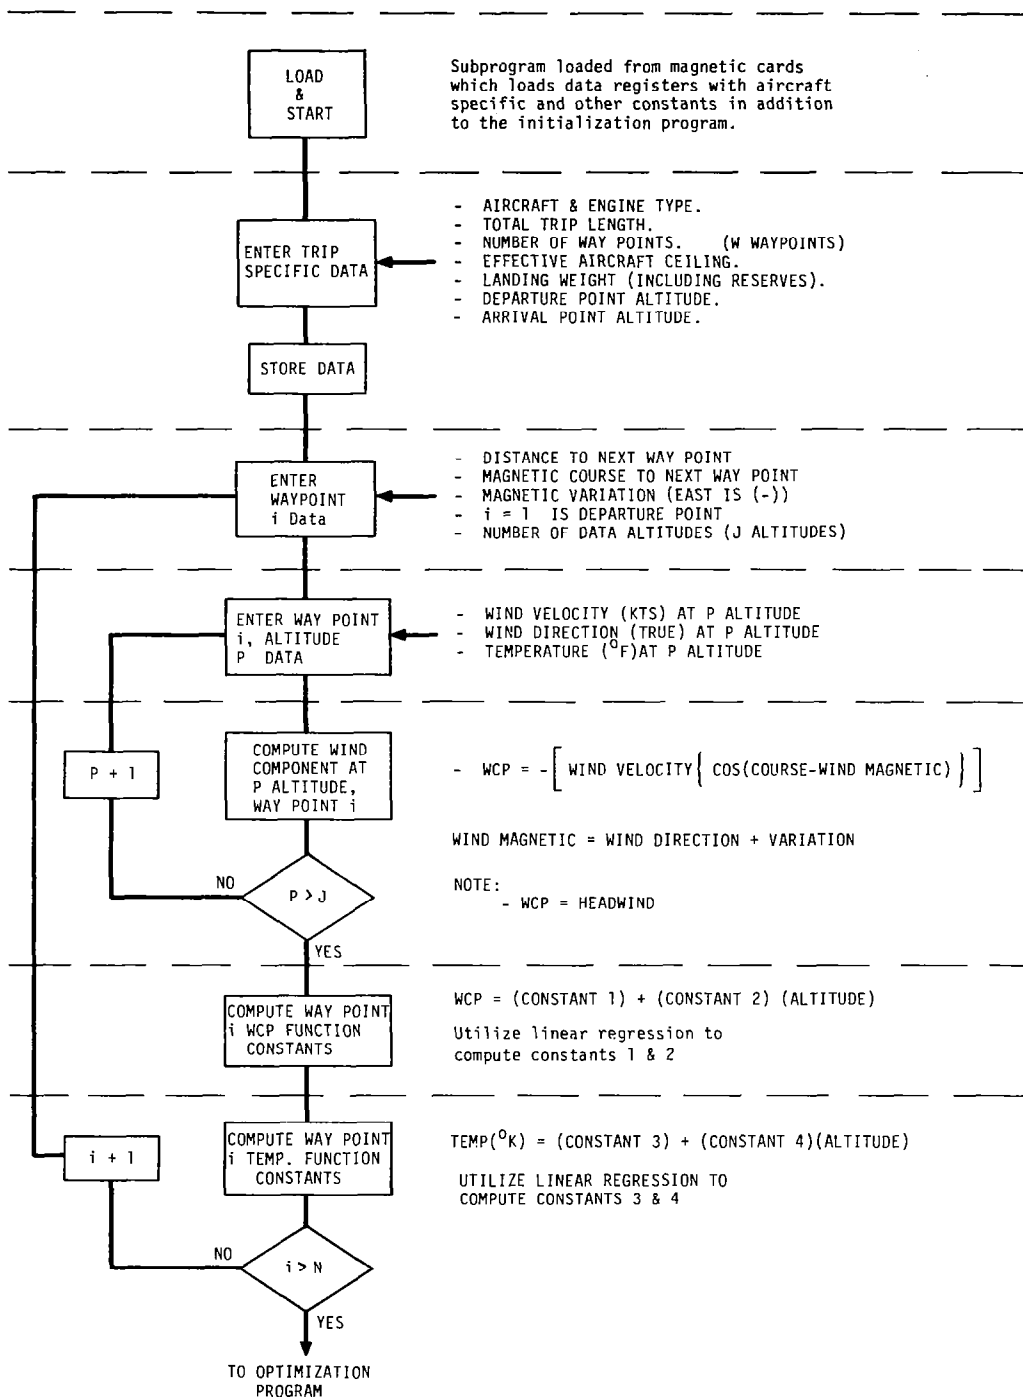 LOAD
&
START
Subprogram loaded from magnetic cards
which loads data registers with aircraft
specific and other constants in addition
to the initialization program.
ENTER TRIP
SPECIFIC DATA
- AIRCRAFT & ENGINE TYPE.
- TOTAL TRIP LENGTH.
- NUMBER OF WAY POINTS. (W WAYPOINTS)
- EFFECTIVE AIRCRAFT CEILING.
- LANDING WEIGHT (INCLUDING RESERVES).
- DEPARTURE POINT ALTITUDE.
- ARRIVAL POINT ALTITUDE.
STORE DATA
ENTER
WAYPOINT
i Data
- DISTANCE TO NEXT WAY POINT
- MAGNETIC COURSE TO NEXT WAY POINT
- MAGNETIC VARIATION (EAST IS (-))
- i = 1 IS DEPARTURE POINT
- NUMBER OF DATA ALTITUDES (J ALTITUDES)
ENTER WAY POINT
i, ALTITUDE
P DATA
- WIND VELOCITY (KTS) AT P ALTITUDE
- WIND DIRECTION (TRUE) AT P ALTITUDE
- TEMPERATURE (°F)AT P ALTITUDE
P + 1
COMPUTE WIND
COMPONENT AT
P ALTITUDE,
WAY POINT i
- WCP = -[ WIND VELOCITY{ COS(COURSE-WIND MAGNETIC) } ]
WIND MAGNETIC = WIND DIRECTION + VARIATION
NO
P > J
NOTE:
- WCP = HEADWIND
YES
COMPUTE WAY POINT
i WCP FUNCTION
CONSTANTS
WCP = (CONSTANT 1) + (CONSTANT 2) (ALTITUDE)
Utilize linear regression to
compute constants 1 & 2
i + 1
COMPUTE WAY POINT
i TEMP. FUNCTION
CONSTANTS
TEMP(°K) = (CONSTANT 3) + (CONSTANT 4)(ALTITUDE)
UTILIZE LINEAR REGRESSION TO
COMPUTE CONSTANTS 3 & 4
NO
i > N
YES
TO OPTIMIZATION
PROGRAM